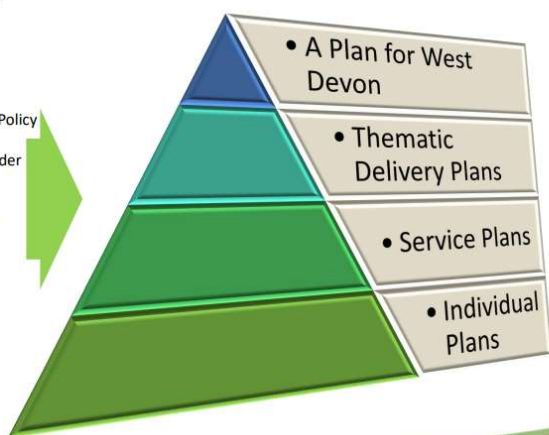 Policy
der
• A Plan for West
Devon
• Thematic
Delivery Plans
• Service Plans
• Individual
Plans